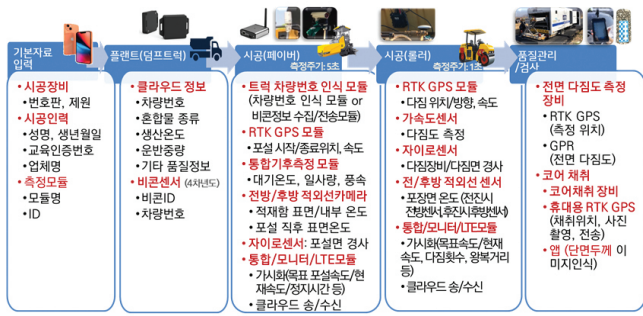 기본자료
입력
• 시공장비
• 번호판, 제원
• 시공인력
• 성명, 생년월일
• 교육인증번호
• 업체명
• 측정모듈
• 모듈명
• ID
플랜트(덤프트럭)
• 클라우드 정보
• 차량번호
• 혼합물 종류
• 생산온도
• 운반중량
• 기타 품질정보
• 비콘센서 (4차년도)
• 비콘ID
• 차량번호
시공(페이버)
측정주기: 5초
• 트럭 차량번호 인식 모듈
(차량번호 인식 모듈 or
비콘정보 수집/전송모듈)
• RTK GPS 모듈
• 포설 시작/종료위치, 속도
• 통합기후측정 모듈
• 대기온도, 일사량, 풍속
• 전방/후방 적외선카메라
• 적재함 표면/내부 온도
• 포설 직후 표면온도
• 자이로센서: 포설면 경사
• 통합/모니터/LTE모듈
• 가시화(목표 포설속도/현
재속도/정지시간 등)
• 클라우드 송/수신
시공(롤러)
측정주기: 1초
• RTK GPS 모듈
• 다짐 위치/방향, 속도
• 가속도센서
• 다짐도 측정
• 자이로센서
• 다짐장비/다짐면 경사
• 전/후방 적외선 센서
• 포장면 온도 (전진시
전방센서,후진시후방센서)
• 통합/모니터/LTE모듈
• 가시화(목표속도/현재
속도, 다짐횟수, 왕복거리
등)
• 클라우드 송/수신
품질관리
/검사
• 전면 다짐도 측정
장비
• RTK GPS
(측정 위치)
• GPR
(전면 다짐도)
• 코어 채취
• 코어채취 장비
• 휴대용 RTK GPS
(채취위치, 사진
촬영, 전송)
• 앱 (단면두께 이
미지인식)